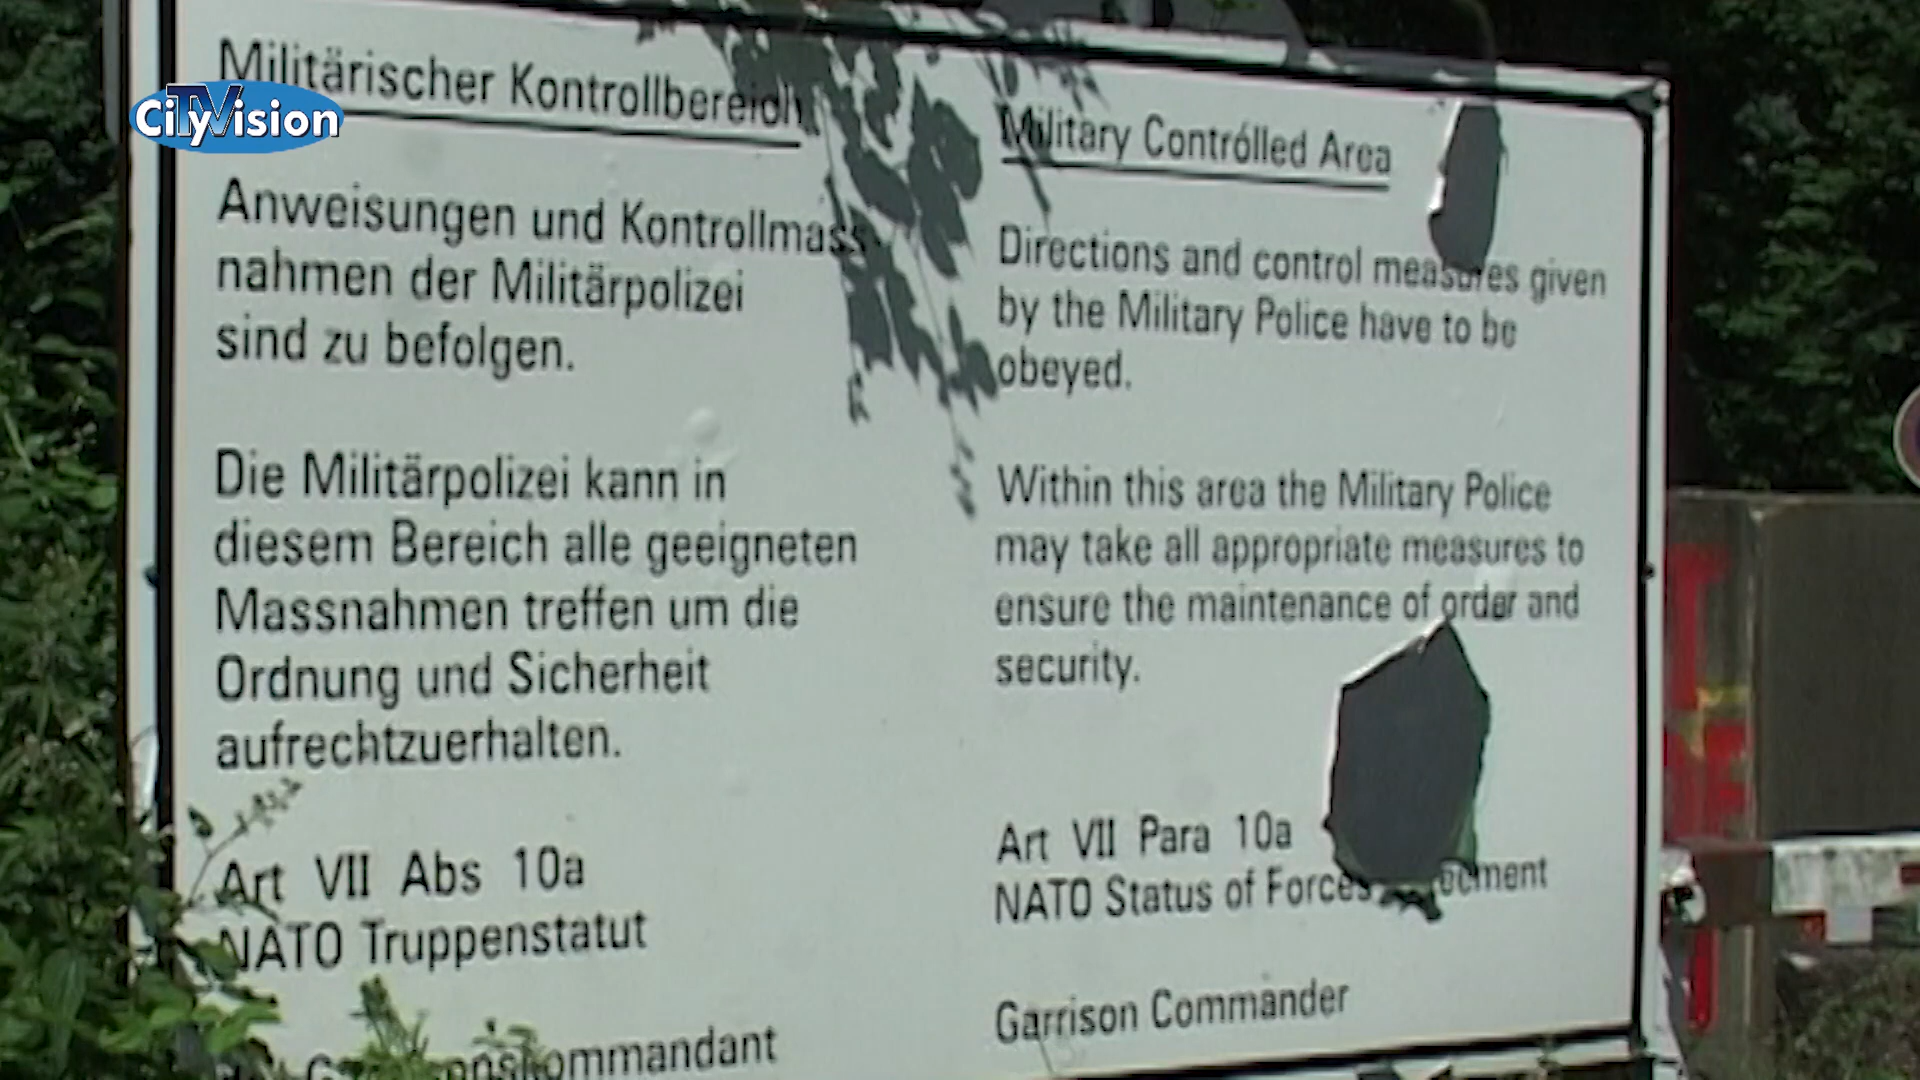 CiTyVision
TV
Militärischer Kontrollbereich
Anweisungen und Kontrollmass
nahmen der Militärpolizei
sind zu befolgen.
Die Militärpolizei kann in
diesem Bereich alle geeigneten
Massnahmen treffen um die
Ordnung und Sicherheit
aufrechtzuerhalten.
Art VII Abs 10a
NATO Truppenstatut
Military Controlled Area
Directions and control measures given
by the Military Police have to be
obeyed.
Within this area the Military Police
may take all appropriate measures to
ensure the maintenance of order and
security.
Art VII Para 10a
NATO Status of Forces
Garrison Commander